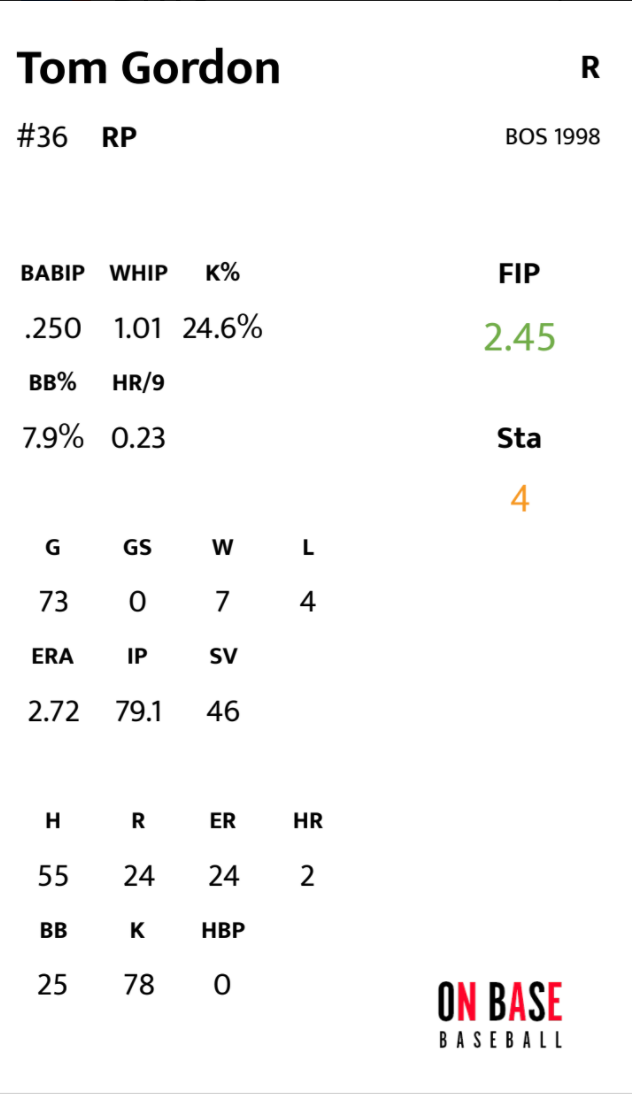 Tom Gordon R
#36 RP BOS 1998
BABIP WHIP K% FIP
.250 1.01 24.6% 2.45
BB% HR/9
7.9% 0.23 Sta
4
G GS W L
73 0 7 4
ERA IP SV
2.72 79.1 46
H R ER HR
55 24 24 2
BB K HBP
25 78 0
ON BASE
BASEBALL